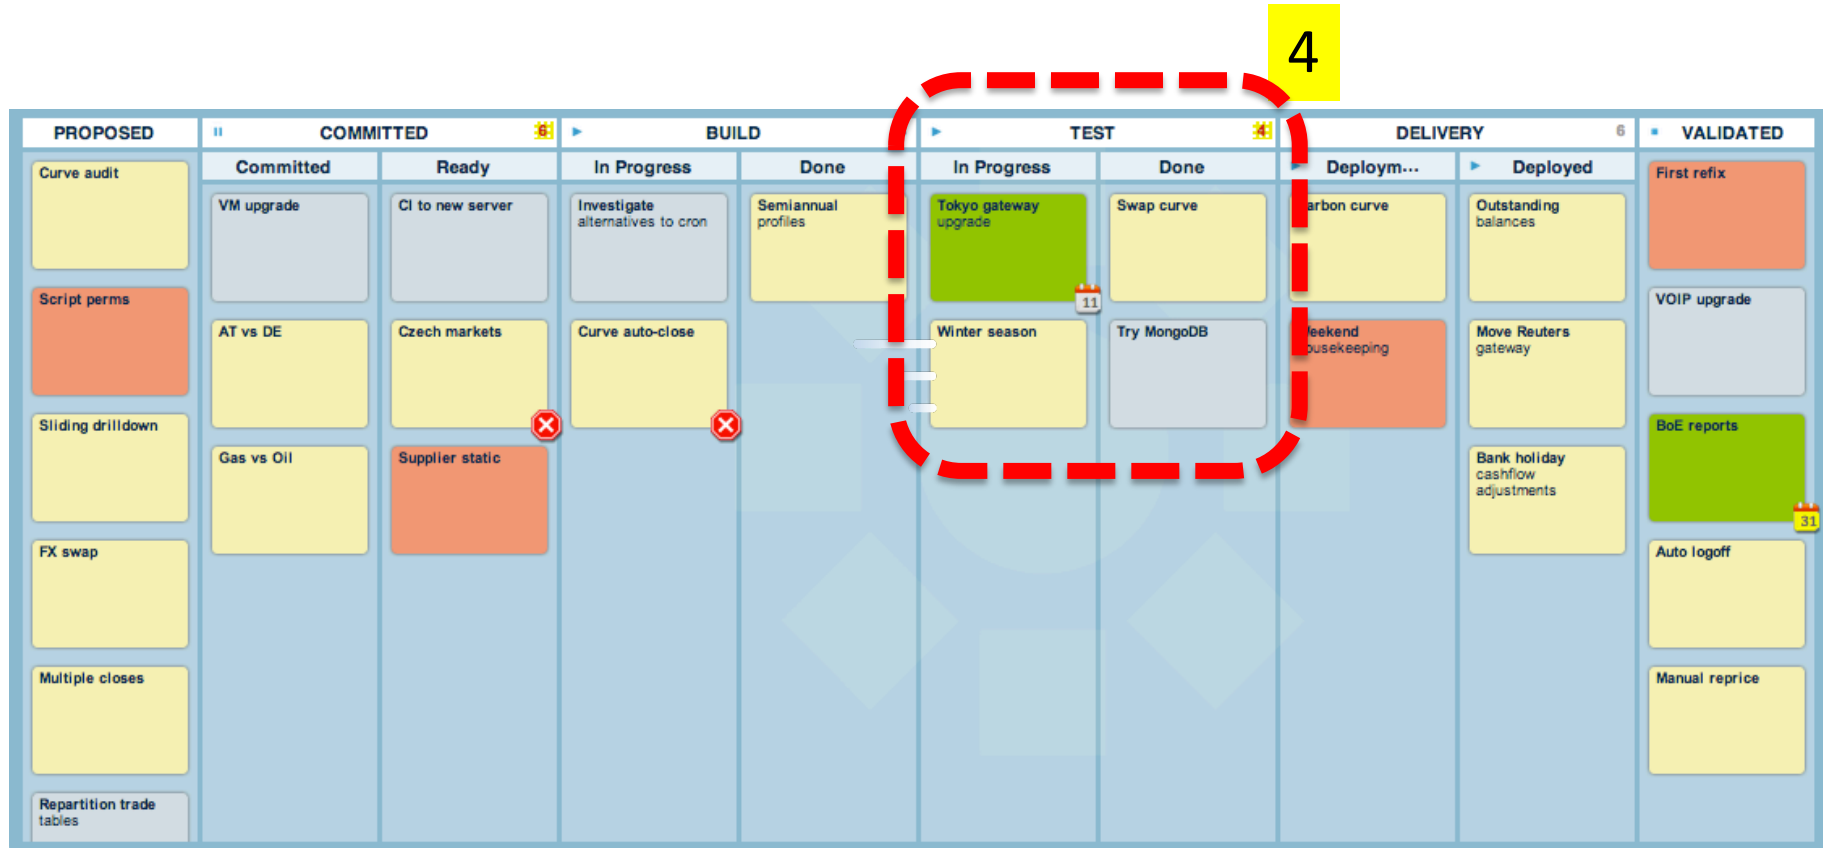 4
PROPOSED
COMMITTED
6
BUILD
TEST
4
DELIVERY
6
VALIDATED
Committed
Ready
In Progress
Done
In Progress
Done
Deploym...
Deployed
Curve audit
Script perms
Sliding drilldown
FX swap
Multiple closes
Repartition trade
tables
VM upgrade
AT vs DE
Gas vs Oil
CI to new server
Czech markets
Supplier static
Investigate
alternatives to cron
Curve auto-close
Semiannual
profiles
Tokyo gateway
upgrade
11
Winter season
Swap curve
Try MongoDB
arbon curve
eekend
ousekeeping
Outstanding
balances
Move Reuters
gateway
Bank holiday
cashflow
adjustments
First refix
VOIP upgrade
BoE reports
31
Auto logoff
Manual reprice